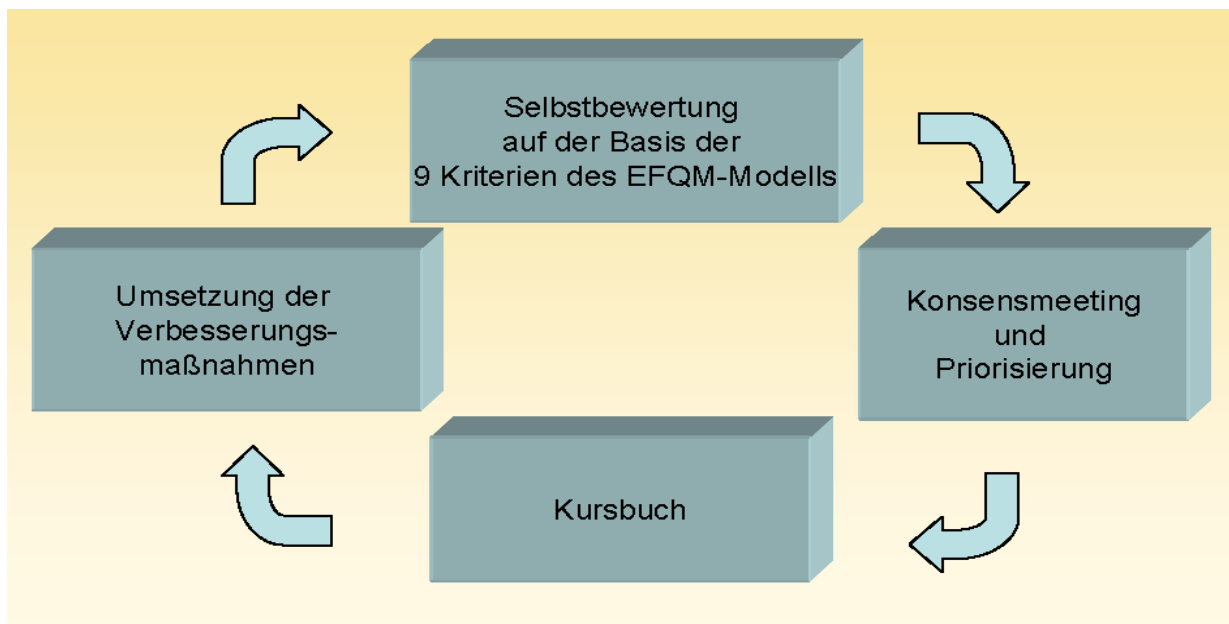 Selbstbewertung
auf der Basis der
9 Kriterien des EFQM-Modells
Konsensmeeting
und
Priorisierung
Kursbuch
Umsetzung der
Verbesserungs-
maßnahmen